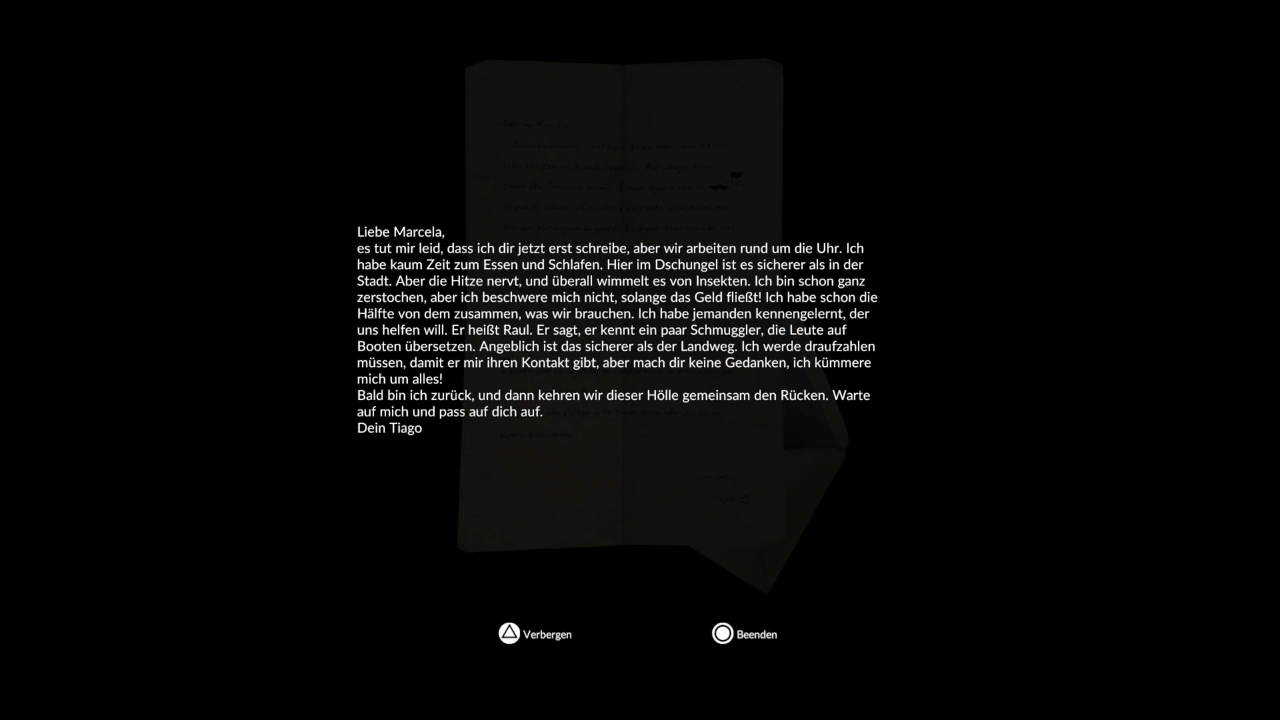 Liebe Marcela,
es tut mir leid, dass ich dir jetzt erst schreibe, aber wir arbeiten rund um die Uhr. Ich
habe kaum Zeit zum Essen und Schlafen. Hier im Dschungel ist es sicherer als in der
Stadt. Aber die Hitze nervt, und überall wimmelt es von Insekten. Ich bin schon ganz
zerstochen, aber ich beschwere mich nicht, solange das Geld fließt! Ich habe schon die
Hälfte von dem zusammen, was wir brauchen. Ich habe jemanden kennengelernt, der
uns helfen will. Er heißt Raul. Er sagt, er kennt ein paar Schmuggler, die Leute auf
Booten übersetzen. Angeblich ist das sicherer als der Landweg. Ich werde draufzahlen
müssen, damit er mir ihren Kontakt gibt, aber mach dir keine Gedanken, ich kümmere
mich um alles!
Bald bin ich zurück, und dann kehren wir dieser Hölle gemeinsam den Rücken. Warte
auf mich und pass auf dich auf.
Dein Tiago
Verbergen
Beenden